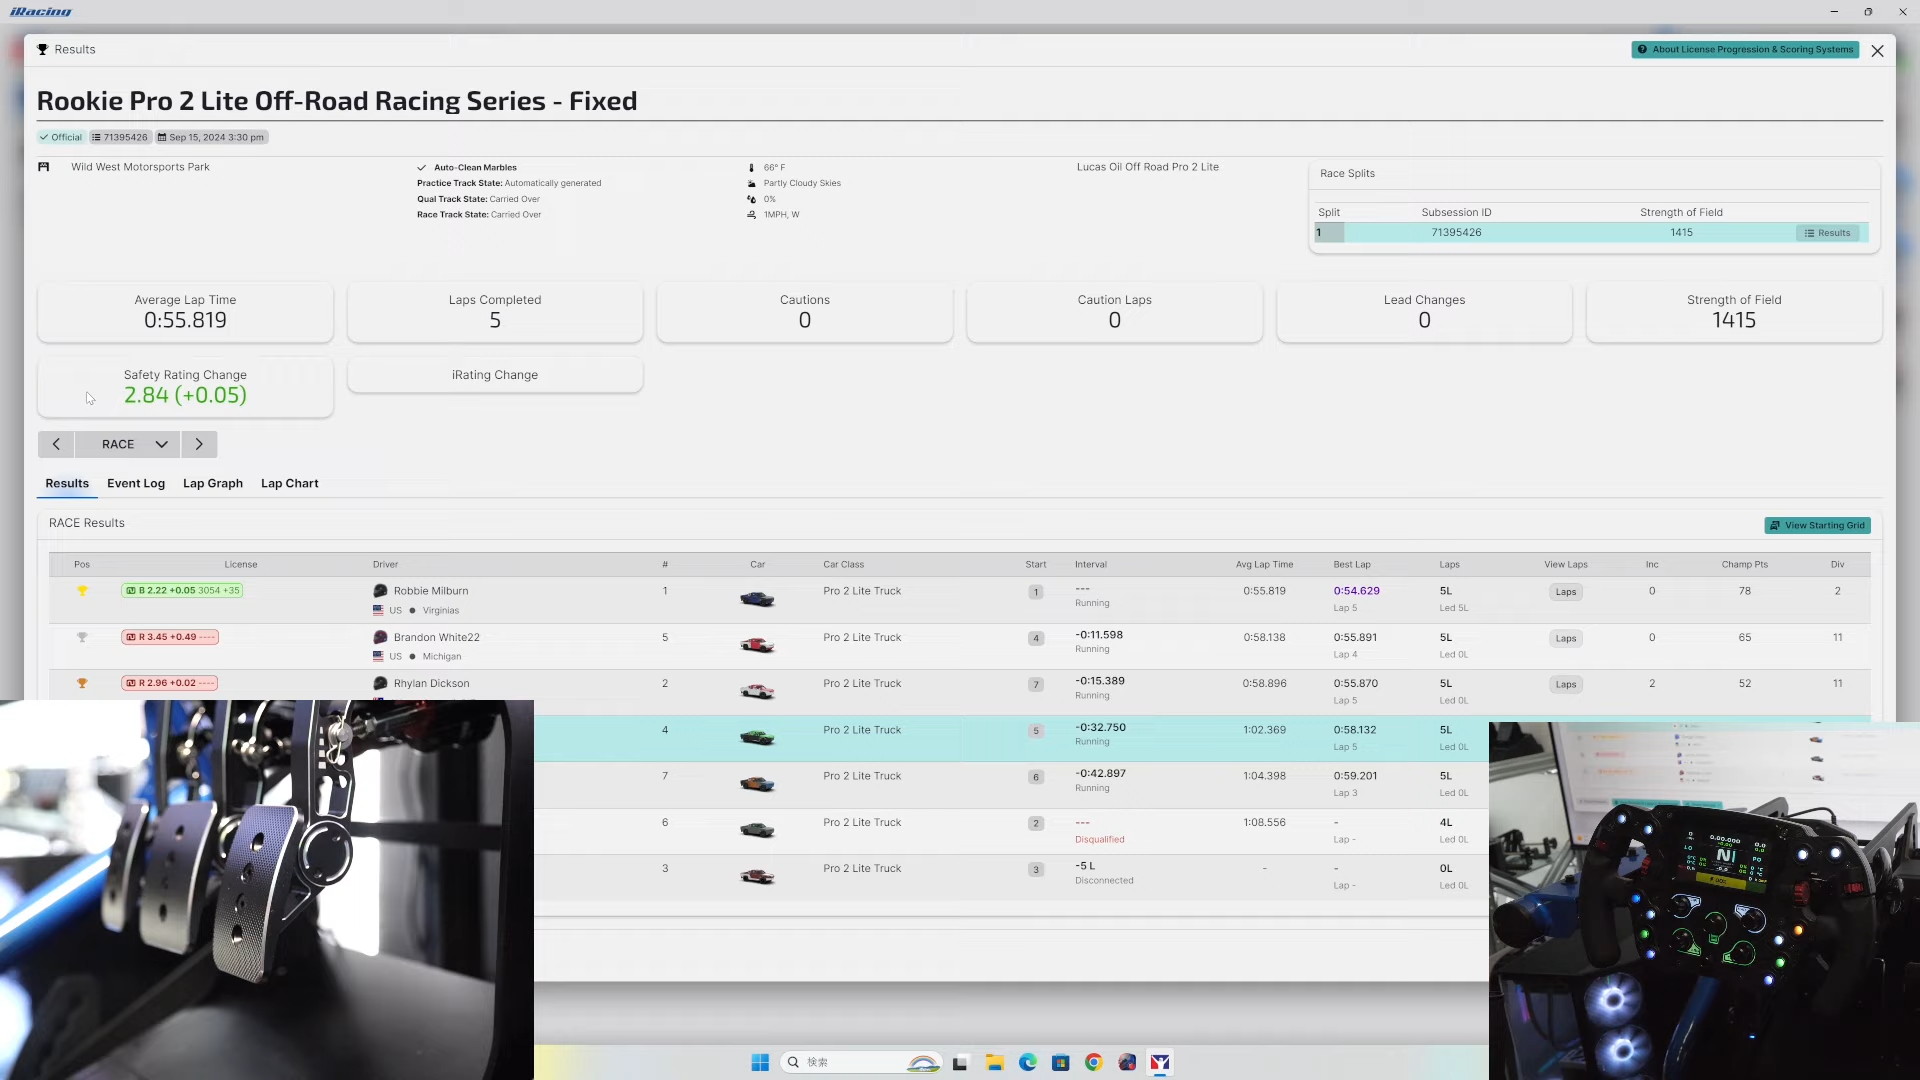 iRacing
Results
About License Progression & Scoring Systems
Rookie Pro 2 Lite Off-Road Racing Series - Fixed
Official 71395426 Sep 15, 2024 3:30 pm
Wild West Motorsports Park
Auto-Clean Marbles
Practice Track State: Automatically generated
Qual Track State: Carried Over
Race Track State: Carried Over
66° F
Partly Cloudy Skies
0%
1MPH, W
Lucas Oil Off Road Pro 2 Lite
Race Splits
Split Subsession ID Strength of Field
1 71395426 1415 Results
Average Lap Time
0:55.819
Laps Completed
5
Cautions
0
Caution Laps
0
Lead Changes
0
Strength of Field
1415
Safety Rating Change
2.84 (+0.05)
iRating Change
RACE
Results Event Log Lap Graph Lap Chart
RACE Results
View Starting Grid
Pos License Driver # Car Car Class Start Interval Avg Lap Time Best Lap Laps View Laps Inc Champ Pts Div
B 2.22 +0.05 3054 +35 Robbie Milburn 1 Pro 2 Lite Truck 1 --- 0:55.819 0:54.629 5L Laps 0 78 2
US Virginias Running Lap 5 Led 5L
R 3.45 +0.49 ---- Brandon White22 5 Pro 2 Lite Truck 4 -0:11.598 0:58.138 0:55.891 5L Laps 0 65 11
US Michigan Running Lap 4 Led 0L
R 2.96 +0.02 ---- Rhylan Dickson 2 Pro 2 Lite Truck 7 -0:15.389 0:58.896 0:55.870 5L Laps 2 52 11
Running Lap 5 Led 0L
4 Pro 2 Lite Truck 5 -0:32.750 1:02.369 0:58.132 5L
Running Lap 5 Led 0L
7 Pro 2 Lite Truck 6 -0:42.897 1:04.398 0:59.201 5L
Running Lap 3 Led 0L
6 Pro 2 Lite Truck 2 --- 1:08.556 - 4L
Disqualified Lap - Led 0L
3 Pro 2 Lite Truck 3 -5 L - - 0L
Disconnected Lap - Led 0L
検索
0:00.000
N